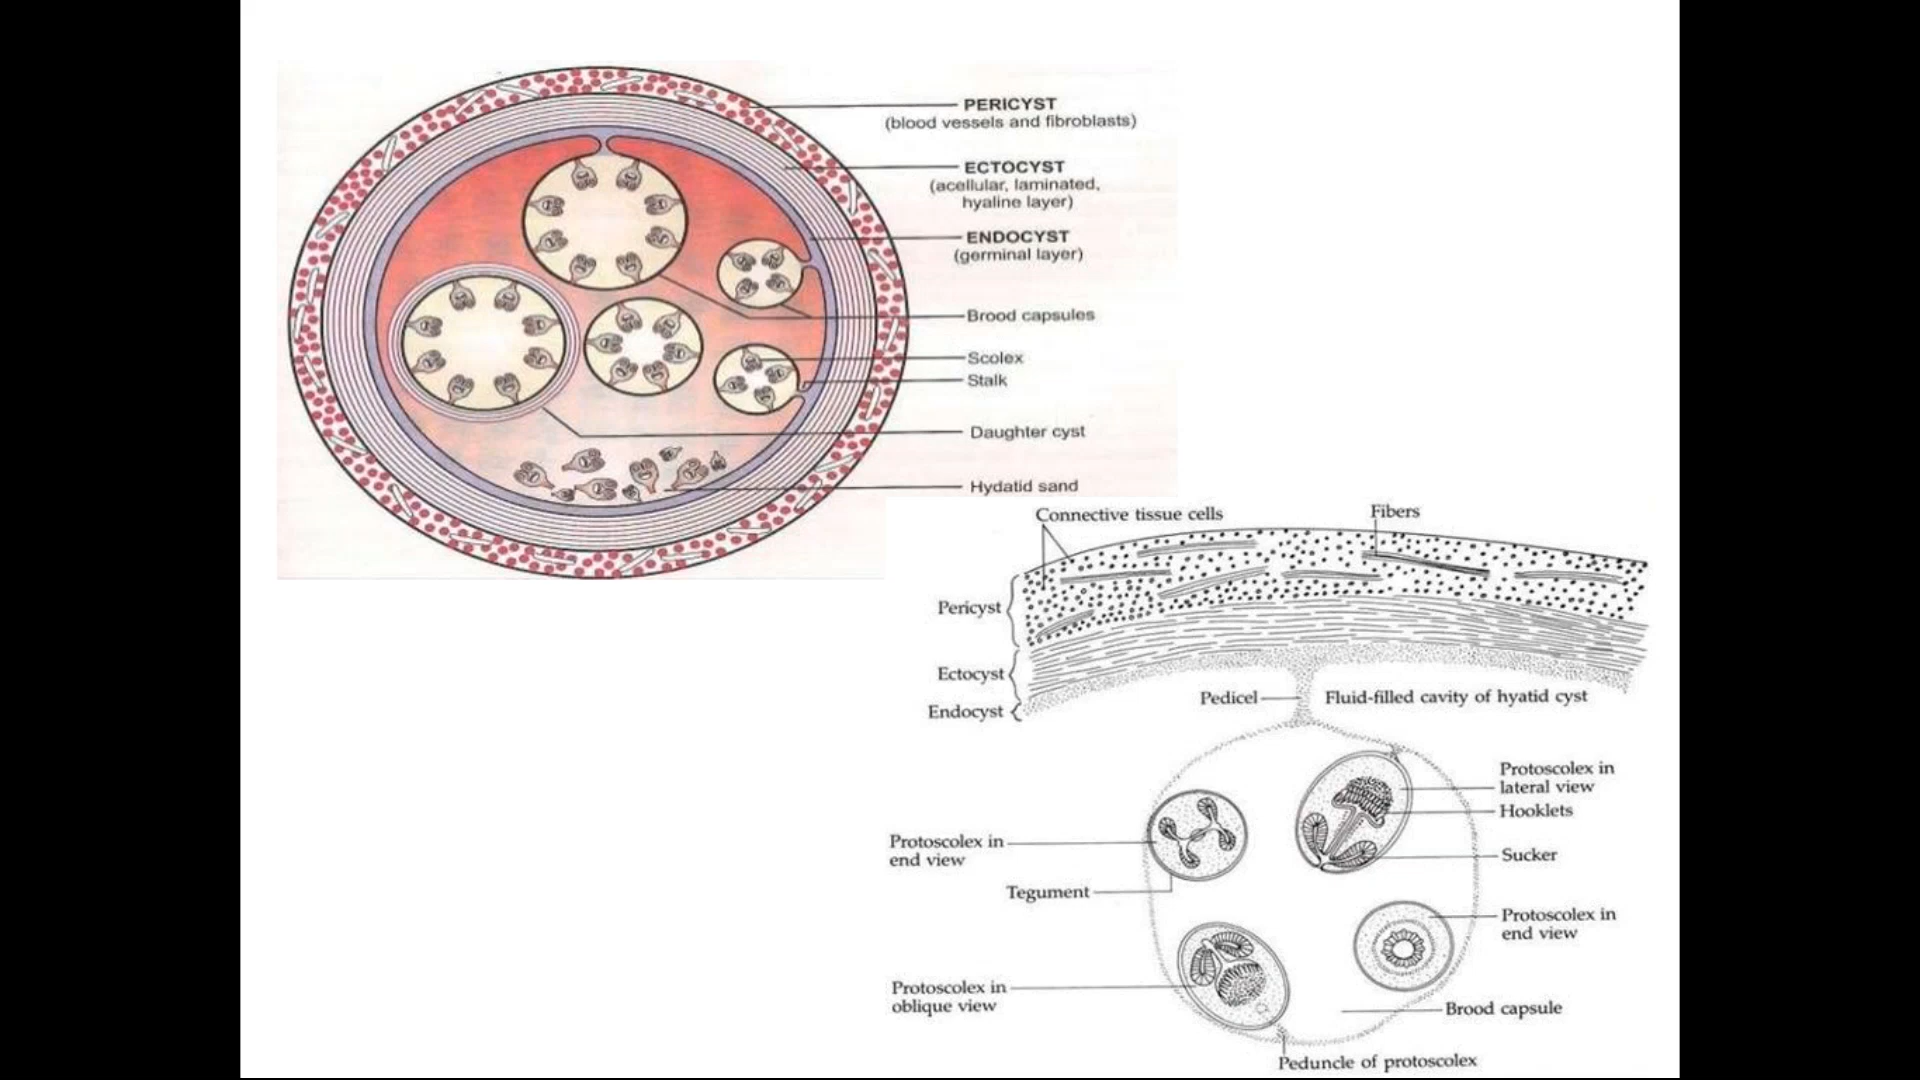 PERICYST
(blood vessels and fibroblasts)
ECTOCYST
(acellular, laminated,
hyaline layer)
ENDOCYST
(germinal layer)
Brood capsules
Scolex
Stalk
Daughter cyst
Hydatid sand
Connective tissue cells
Fibers
Pericyst
Ectocyst
Endocyst
Pedicel
Fluid-filled cavity of hyatid cyst
Protoscolex in
lateral view
Hooklets
Sucker
Protoscolex in
end view
Tegument
Protoscolex in
end view
Protoscolex in
oblique view
Brood capsule
Peduncle of protoscolex